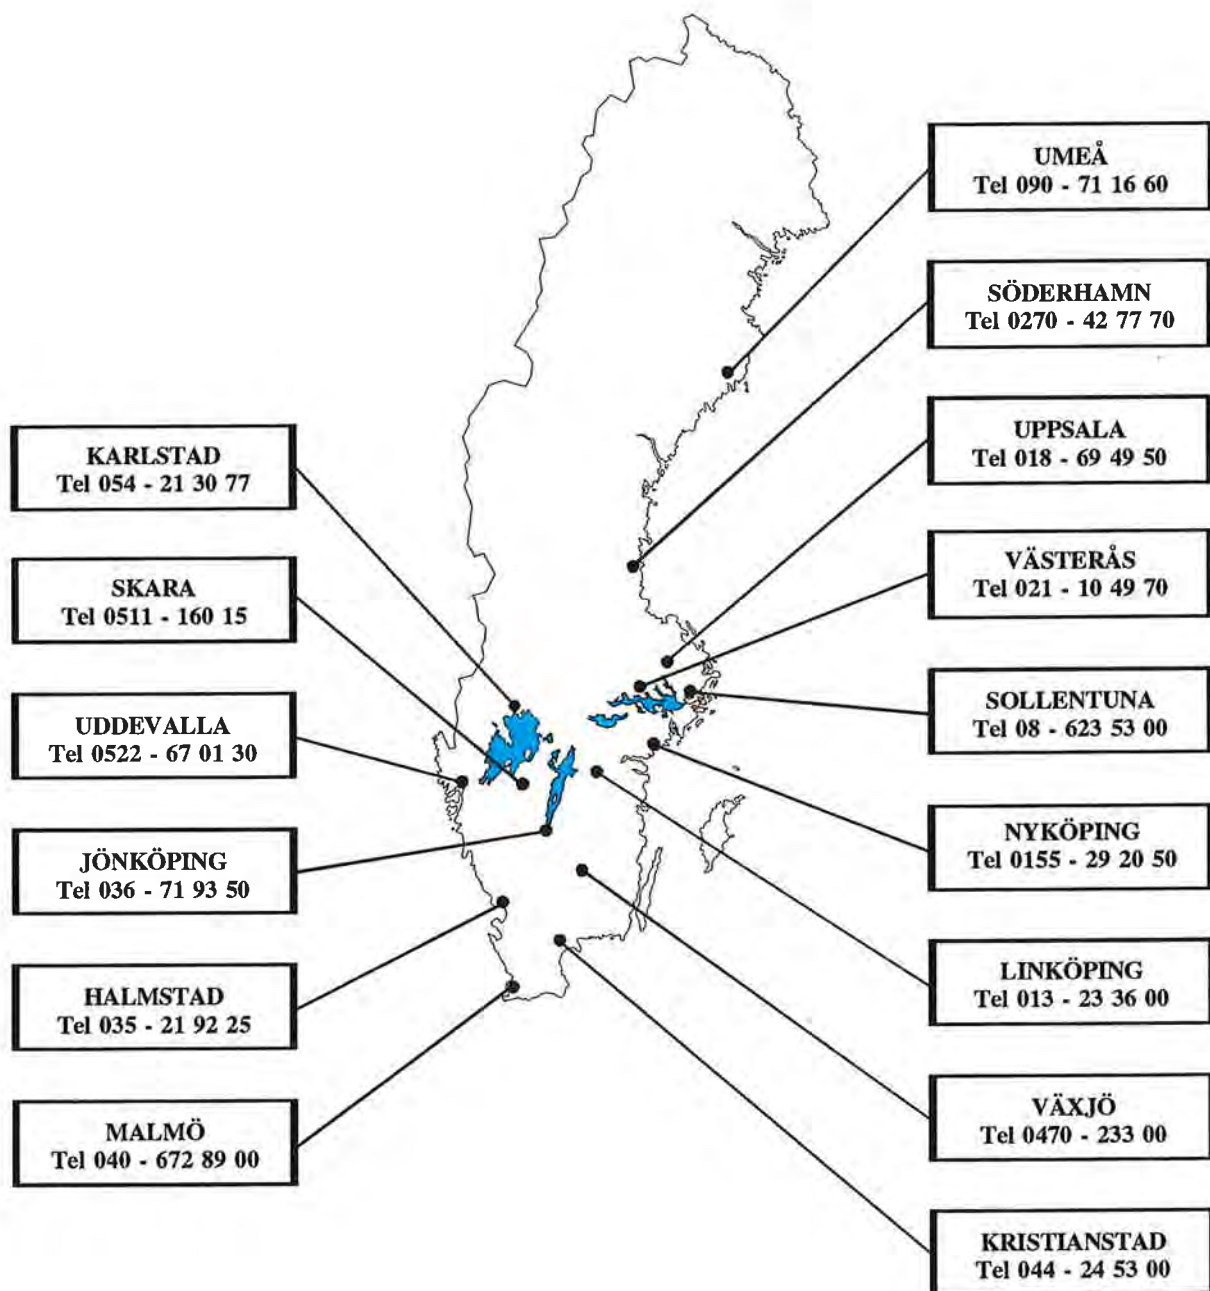 UMEÅ
Tel 090 - 71 16 60
SÖDERHAMN
Tel 0270 - 42 77 70
UPPSALA
Tel 018 - 69 49 50
VÄSTERÅS
Tel 021 - 10 49 70
SOLLENTUNA
Tel 08 - 623 53 00
NYKÖPING
Tel 0155 - 29 20 50
LINKÖPING
Tel 013 - 23 36 00
VÄXJÖ
Tel 0470 - 233 00
KRISTIANSTAD
Tel 044 - 24 53 00
KARLSTAD
Tel 054 - 21 30 77
SKARA
Tel 0511 - 160 15
UDDEVALLA
Tel 0522 - 67 01 30
JÖNKÖPING
Tel 036 - 71 93 50
HALMSTAD
Tel 035 - 21 92 25
MALMÖ
Tel 040 - 672 89 00